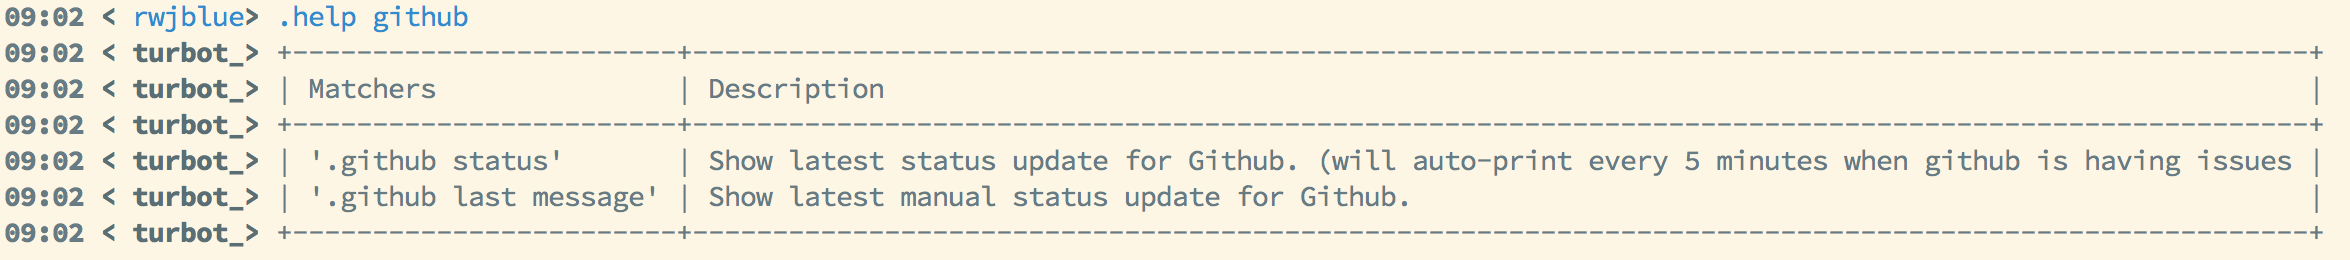 09:02 < rwjblue> .help github
09:02 < turbot_> +------------------------+-----------------------------------------------------------------------------------------------------+
09:02 < turbot_> | Matchers               | Description                                                                                         |
09:02 < turbot_> +------------------------+-----------------------------------------------------------------------------------------------------+
09:02 < turbot_> | '.github status'       | Show latest status update for Github. (will auto-print every 5 minutes when github is having issues |
09:02 < turbot_> | '.github last message' | Show latest manual status update for Github.                                                        |
09:02 < turbot_> +------------------------+-----------------------------------------------------------------------------------------------------+